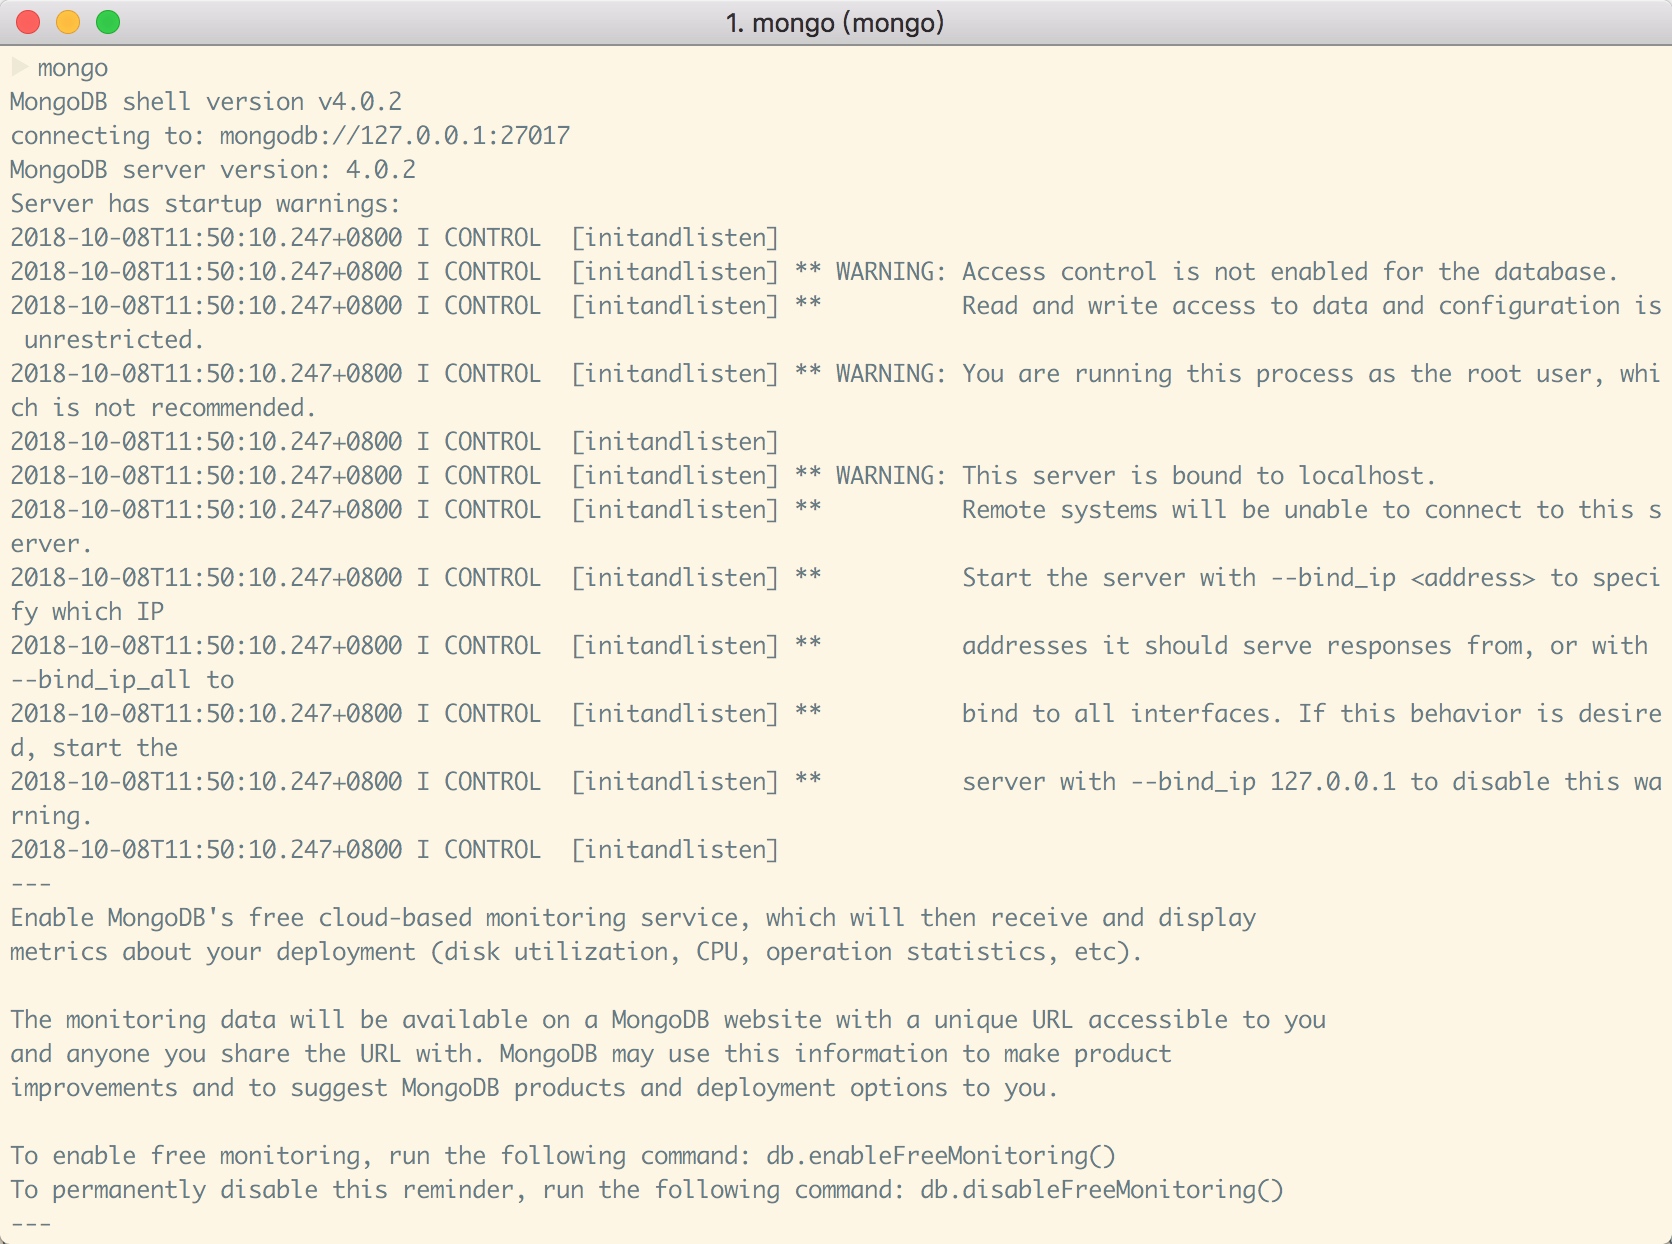 1. mongo (mongo)
mongo
MongoDB shell version v4.0.2
connecting to: mongodb://127.0.0.1:27017
MongoDB server version: 4.0.2
Server has startup warnings:
2018-10-08T11:50:10.247+0800 I CONTROL  [initandlisten]
2018-10-08T11:50:10.247+0800 I CONTROL  [initandlisten] ** WARNING: Access control is not enabled for the database.
2018-10-08T11:50:10.247+0800 I CONTROL  [initandlisten] **          Read and write access to data and configuration is
 unrestricted.
2018-10-08T11:50:10.247+0800 I CONTROL  [initandlisten] ** WARNING: You are running this process as the root user, whi
ch is not recommended.
2018-10-08T11:50:10.247+0800 I CONTROL  [initandlisten]
2018-10-08T11:50:10.247+0800 I CONTROL  [initandlisten] ** WARNING: This server is bound to localhost.
2018-10-08T11:50:10.247+0800 I CONTROL  [initandlisten] **          Remote systems will be unable to connect to this s
erver.
2018-10-08T11:50:10.247+0800 I CONTROL  [initandlisten] **          Start the server with --bind_ip <address> to speci
fy which IP
2018-10-08T11:50:10.247+0800 I CONTROL  [initandlisten] **          addresses it should serve responses from, or with
--bind_ip_all to
2018-10-08T11:50:10.247+0800 I CONTROL  [initandlisten] **          bind to all interfaces. If this behavior is desire
d, start the
2018-10-08T11:50:10.247+0800 I CONTROL  [initandlisten] **          server with --bind_ip 127.0.0.1 to disable this wa
rning.
2018-10-08T11:50:10.247+0800 I CONTROL  [initandlisten]
---
Enable MongoDB's free cloud-based monitoring service, which will then receive and display
metrics about your deployment (disk utilization, CPU, operation statistics, etc).

The monitoring data will be available on a MongoDB website with a unique URL accessible to you
and anyone you share the URL with. MongoDB may use this information to make product
improvements and to suggest MongoDB products and deployment options to you.

To enable free monitoring, run the following command: db.enableFreeMonitoring()
To permanently disable this reminder, run the following command: db.disableFreeMonitoring()
---